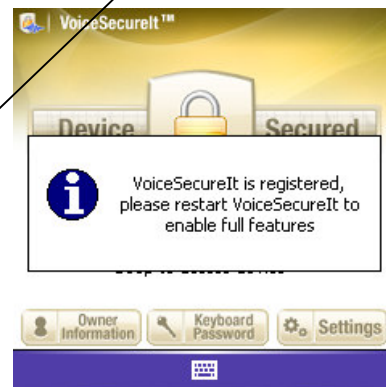 VoiceSecureIt™
Device Secured
VoiceSecureIt is registered,
please restart VoiceSecureIt to
enable full features
Owner
Information
Keyboard
Password
Settings